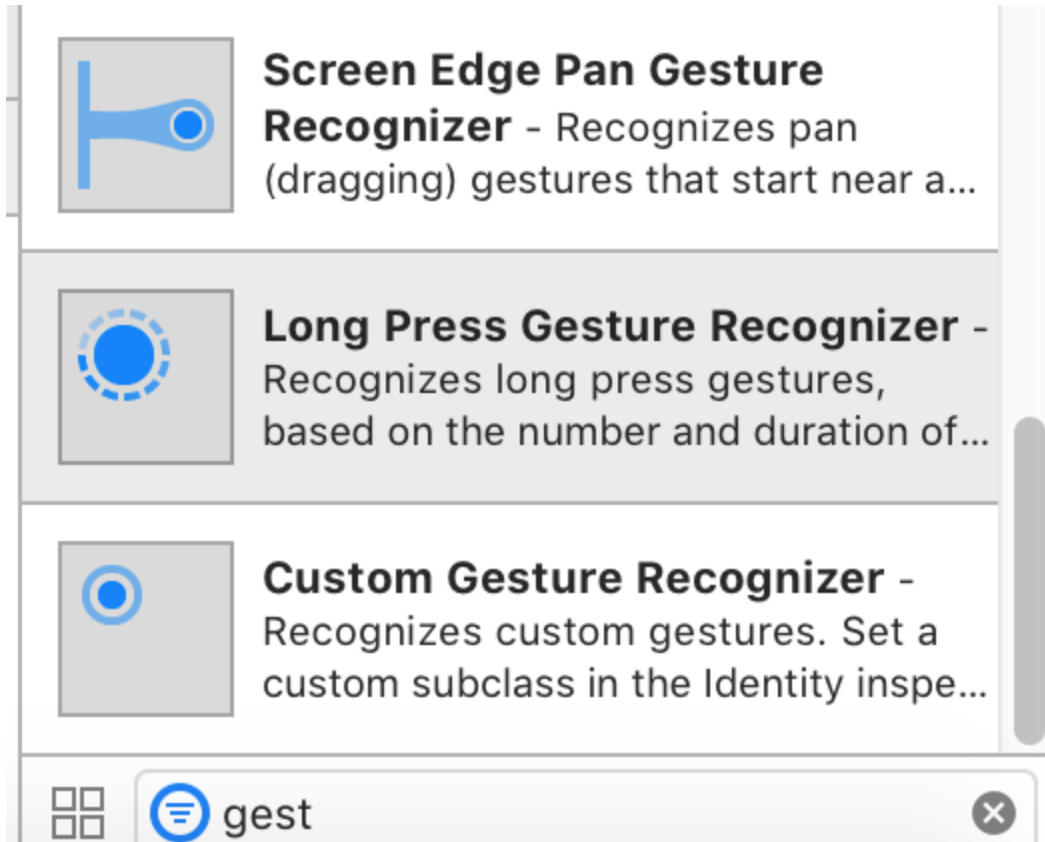 Screen Edge Pan Gesture
Recognizer - Recognizes pan
(dragging) gestures that start near a...
Long Press Gesture Recognizer -
Recognizes long press gestures,
based on the number and duration of...
Custom Gesture Recognizer -
Recognizes custom gestures. Set a
custom subclass in the Identity inspe...
gest